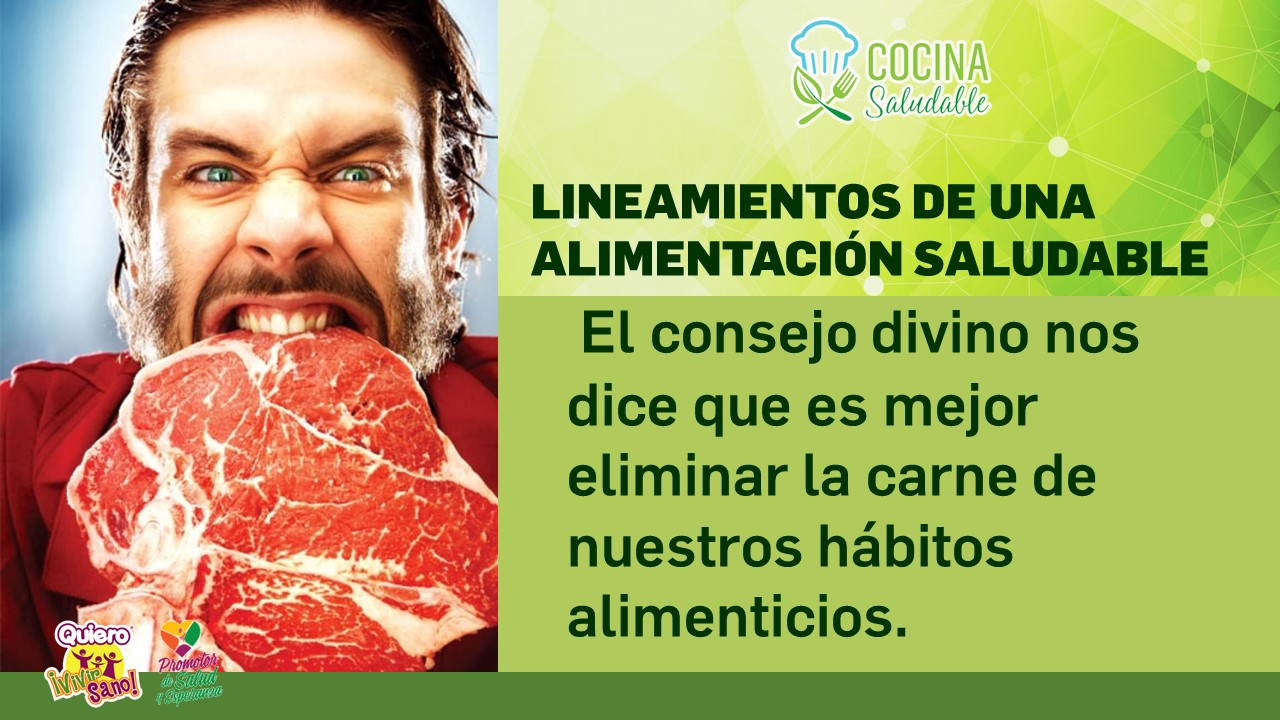 COCINA
Saludable
LINEAMIENTOS DE UNA
ALIMENTACIÓN SALUDABLE
El consejo divino nos
dice que es mejor
eliminar la carne de
nuestros hábitos
alimenticios.
Quiero
¡Vivir
Sano!
Promotor
de Salud
y Esperanza